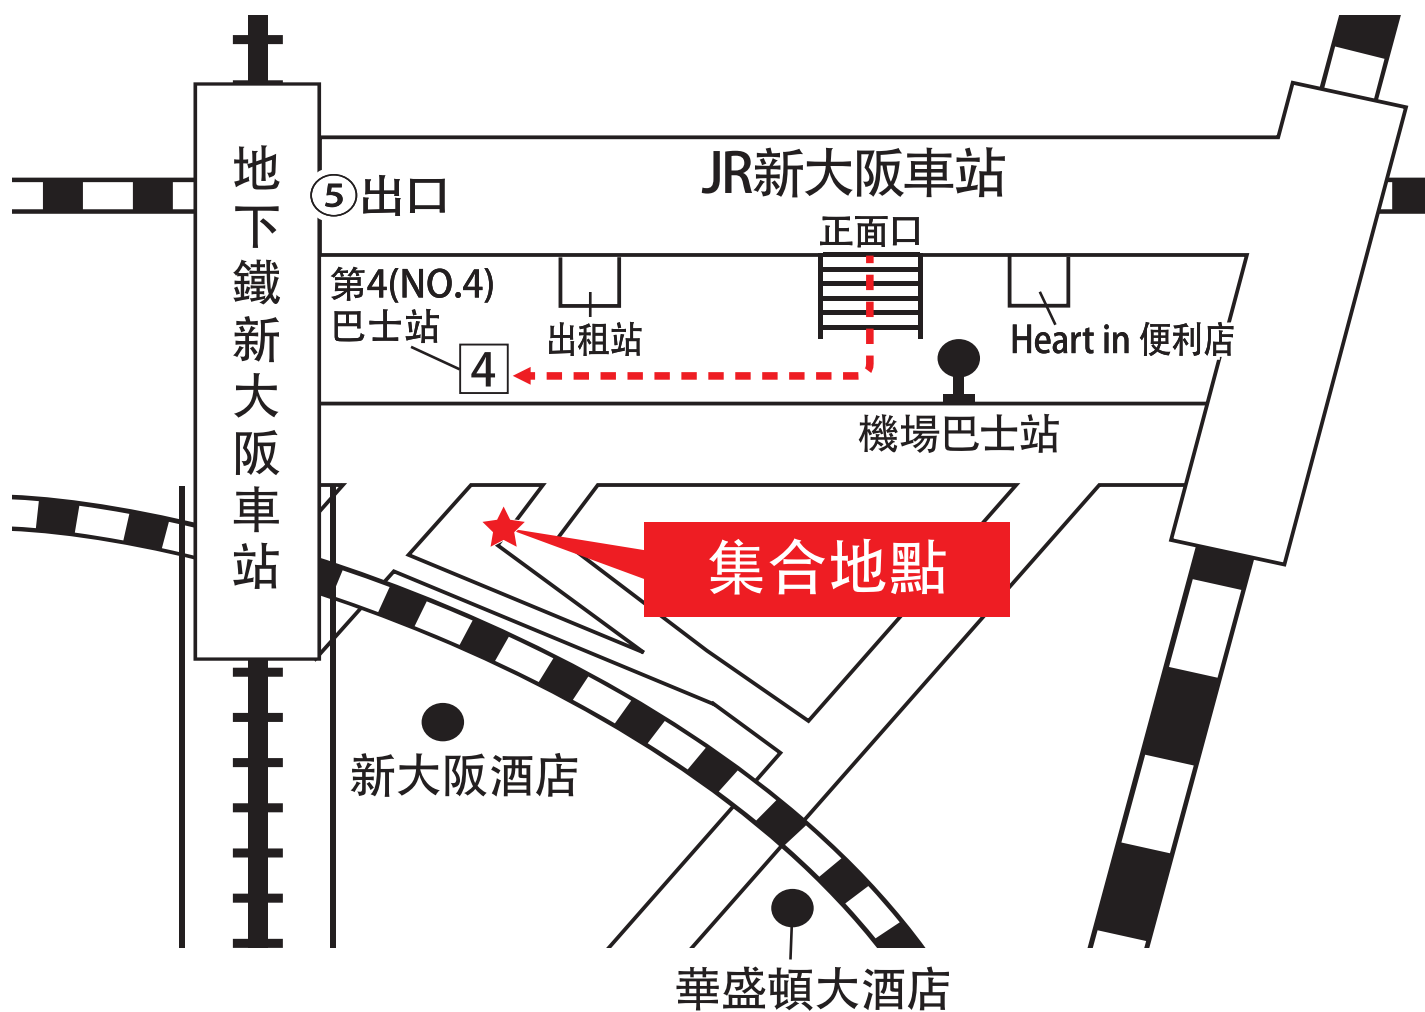 地下鐵新大阪車站
⑤出口
JR新大阪車站
正面口
第4(NO.4)
巴士站
4
出租站
Heart in 便利店
機場巴士站
集合地點
新大阪酒店
華盛頓大酒店